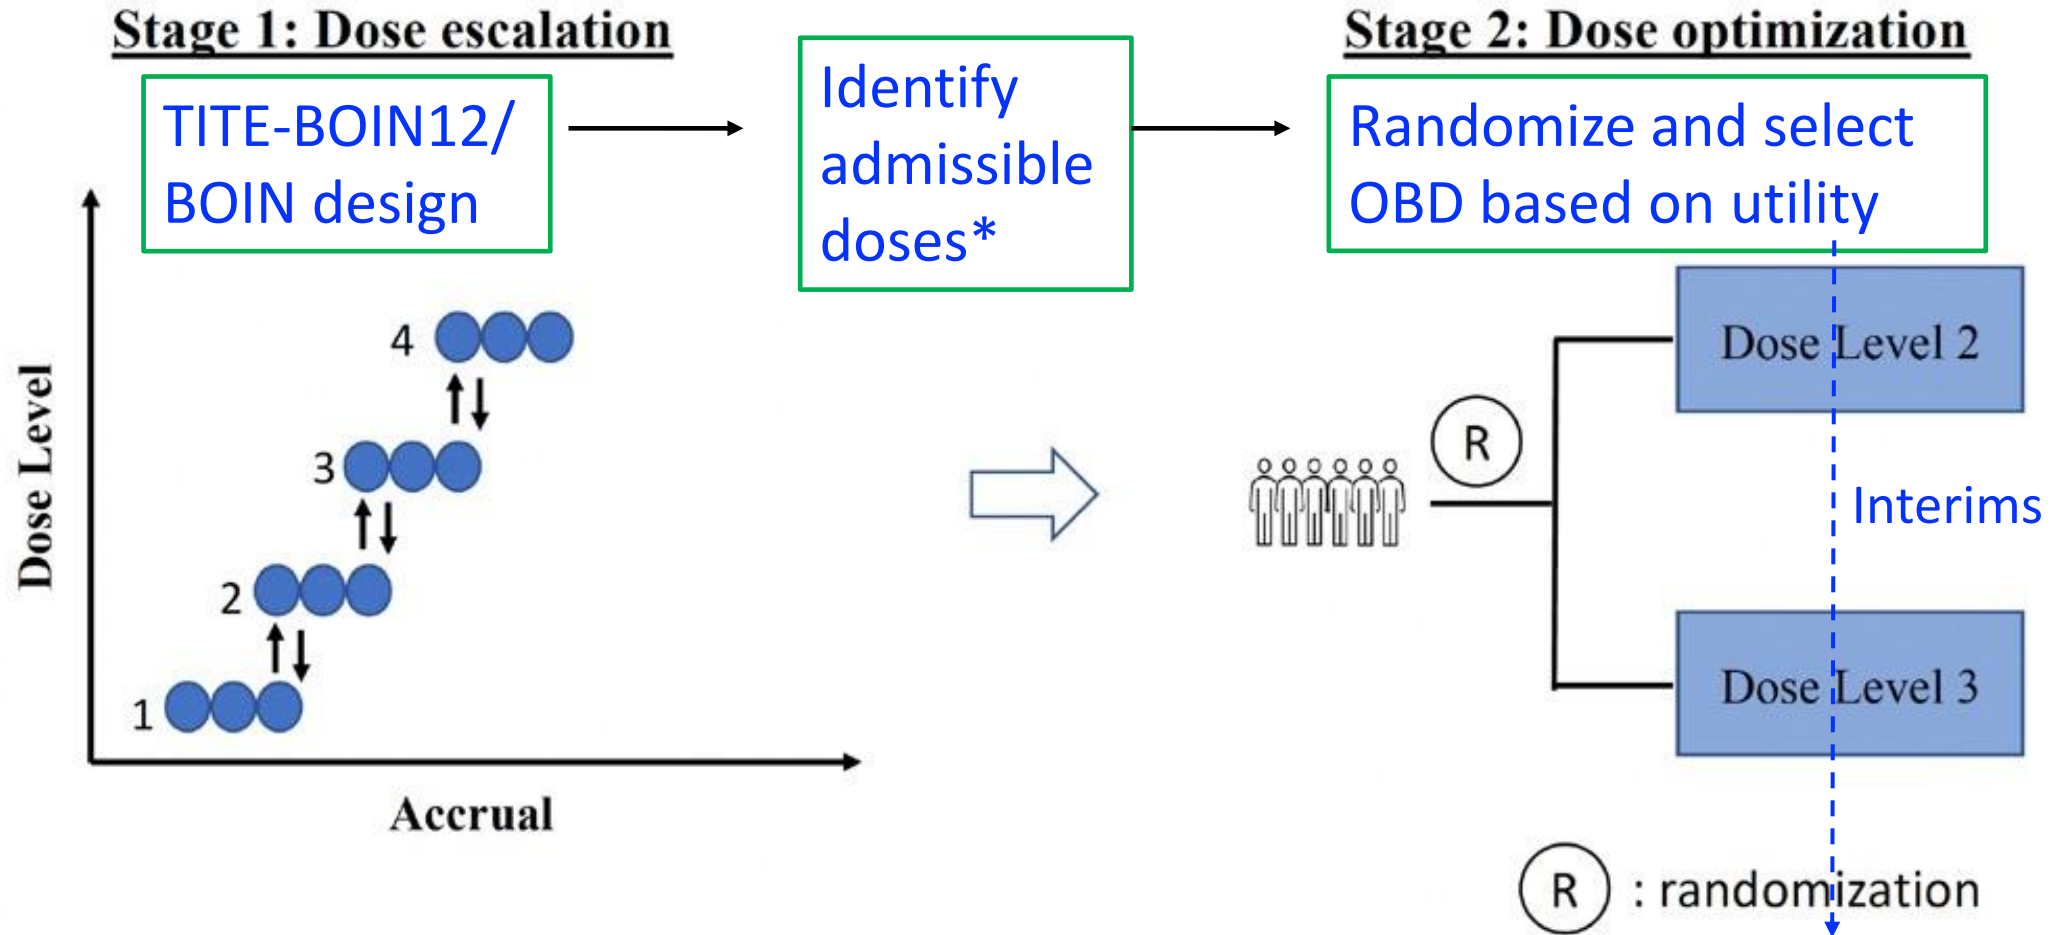 Stage 1: Dose escalation
TITE-BOIN12/
BOIN design
Identify
admissible
doses*
Stage 2: Dose optimization
Randomize and select
OBD based on utility
Dose Level
4
3
2
1
Accrual
R
Dose Level 2
Interims
Dose Level 3
R : randomization